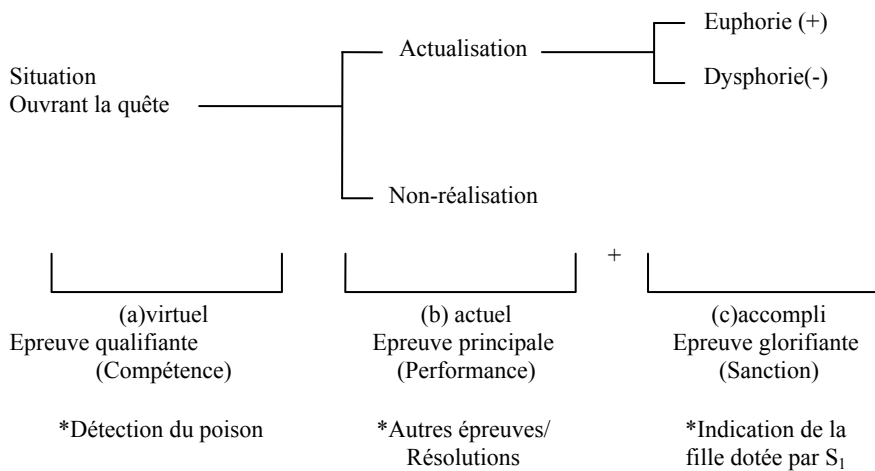 Euphorie (+)
Actualisation
Situation
Ouvrant la quête
Dysphorie(-)
Non-réalisation
+
(a)virtuel
Epreuve qualifiante
(Compétence)
(b) actuel
Epreuve principale
(Performance)
(c)accompli
Epreuve glorifiante
(Sanction)
*Détection du poison
*Autres épreuves/
Résolutions
*Indication de la
fille dotée par S₁